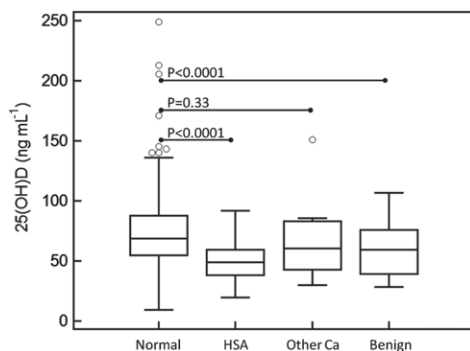 250
200
150
100
50
0
25(OH)D (ng mL⁻¹)
P<0.0001
P=0.33
P<0.0001
Normal HSA Other Ca Benign